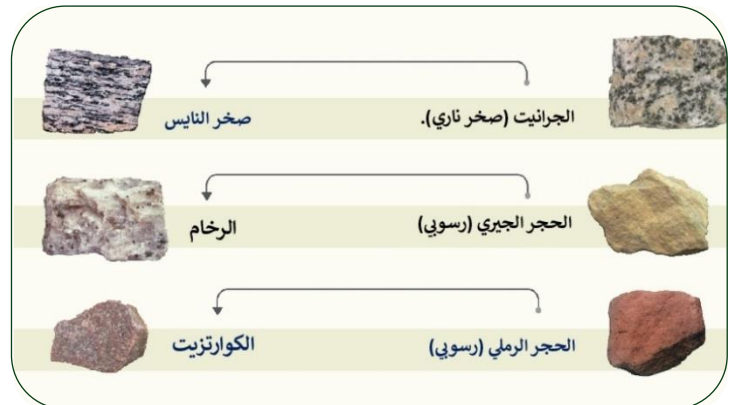 الجرانيت (صخر ناري).
صخر النايس
الحجر الجيري (رسوبي)
الرخام
الحجر الرملي (رسوبي)
الكوارتزيت